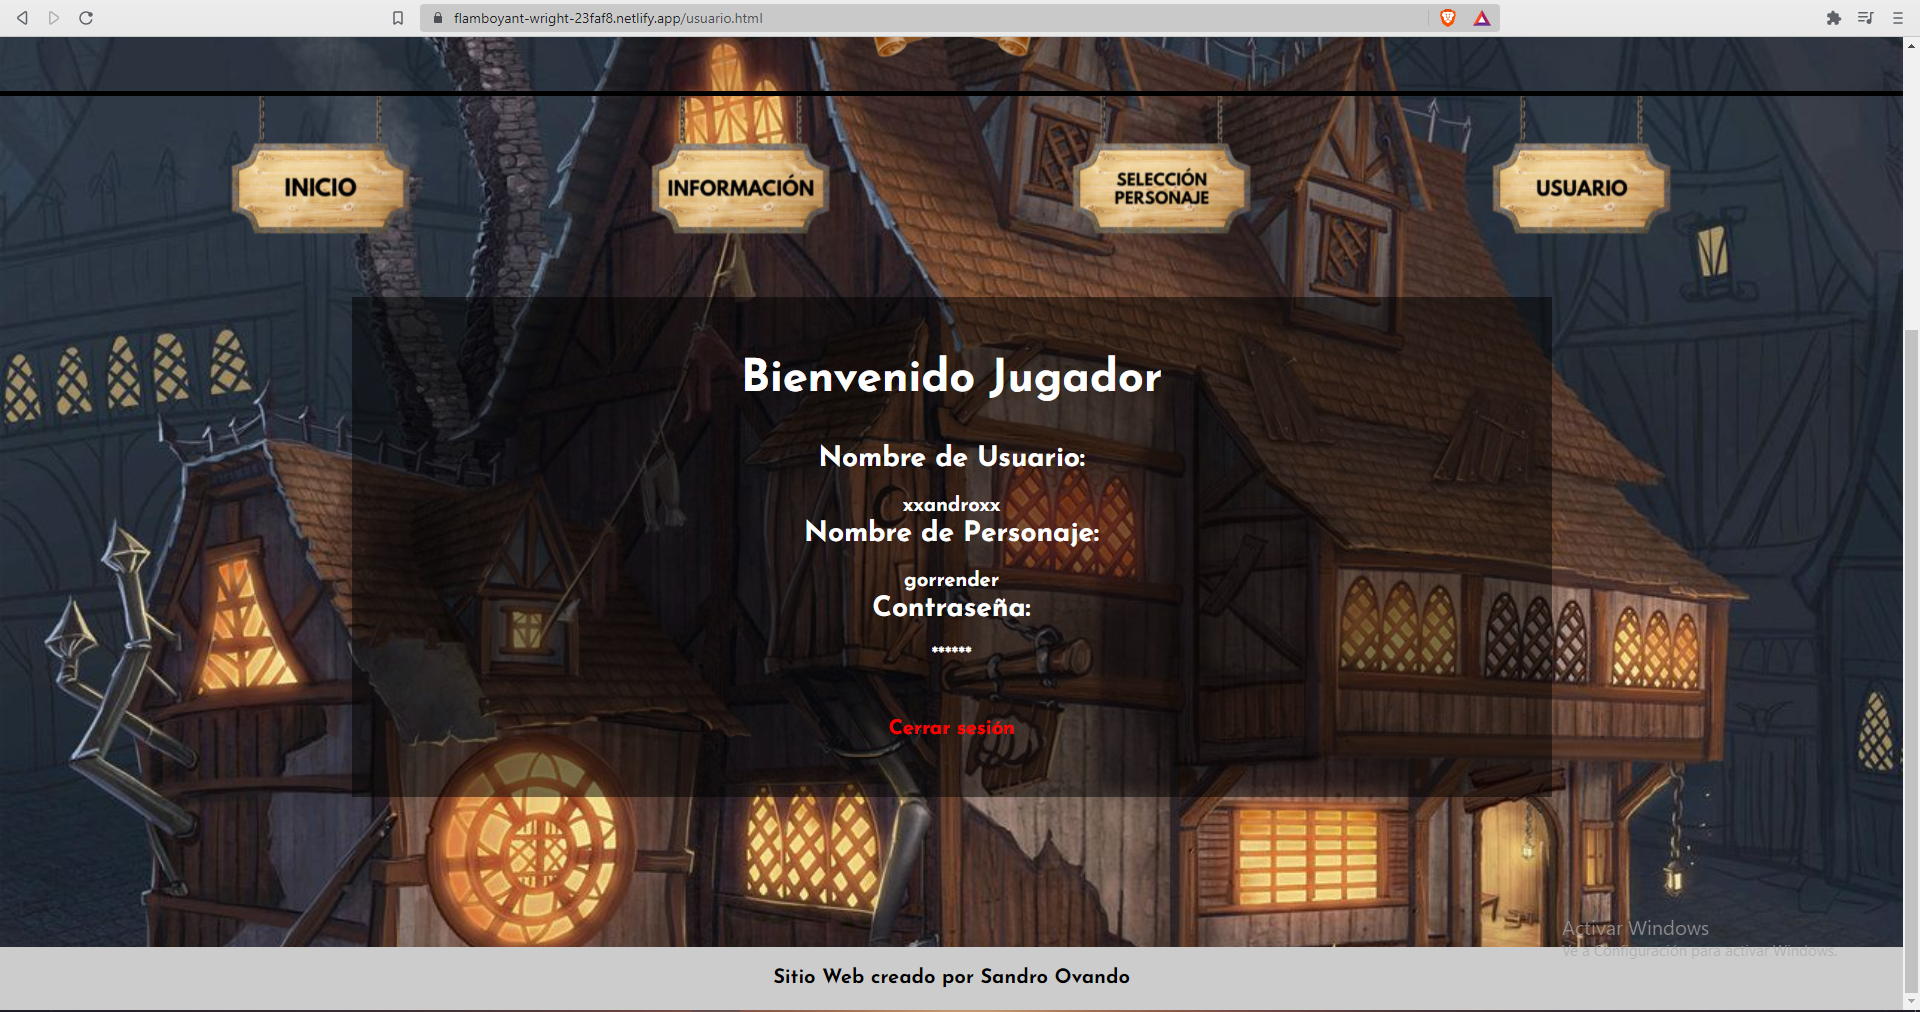 flamboyant-wright-23faf8.netlify.app/usuario.html
INICIO
INFORMACIÓN
SELECCIÓN
PERSONAJE
USUARIO
Bienvenido Jugador
Nombre de Usuario:
xxandroxx
Nombre de Personaje:
gorrender
Contraseña:
******
Cerrar sesión
Activar Windows
Ve a Configuración para activar Windows.
Sitio Web creado por Sandro Ovando